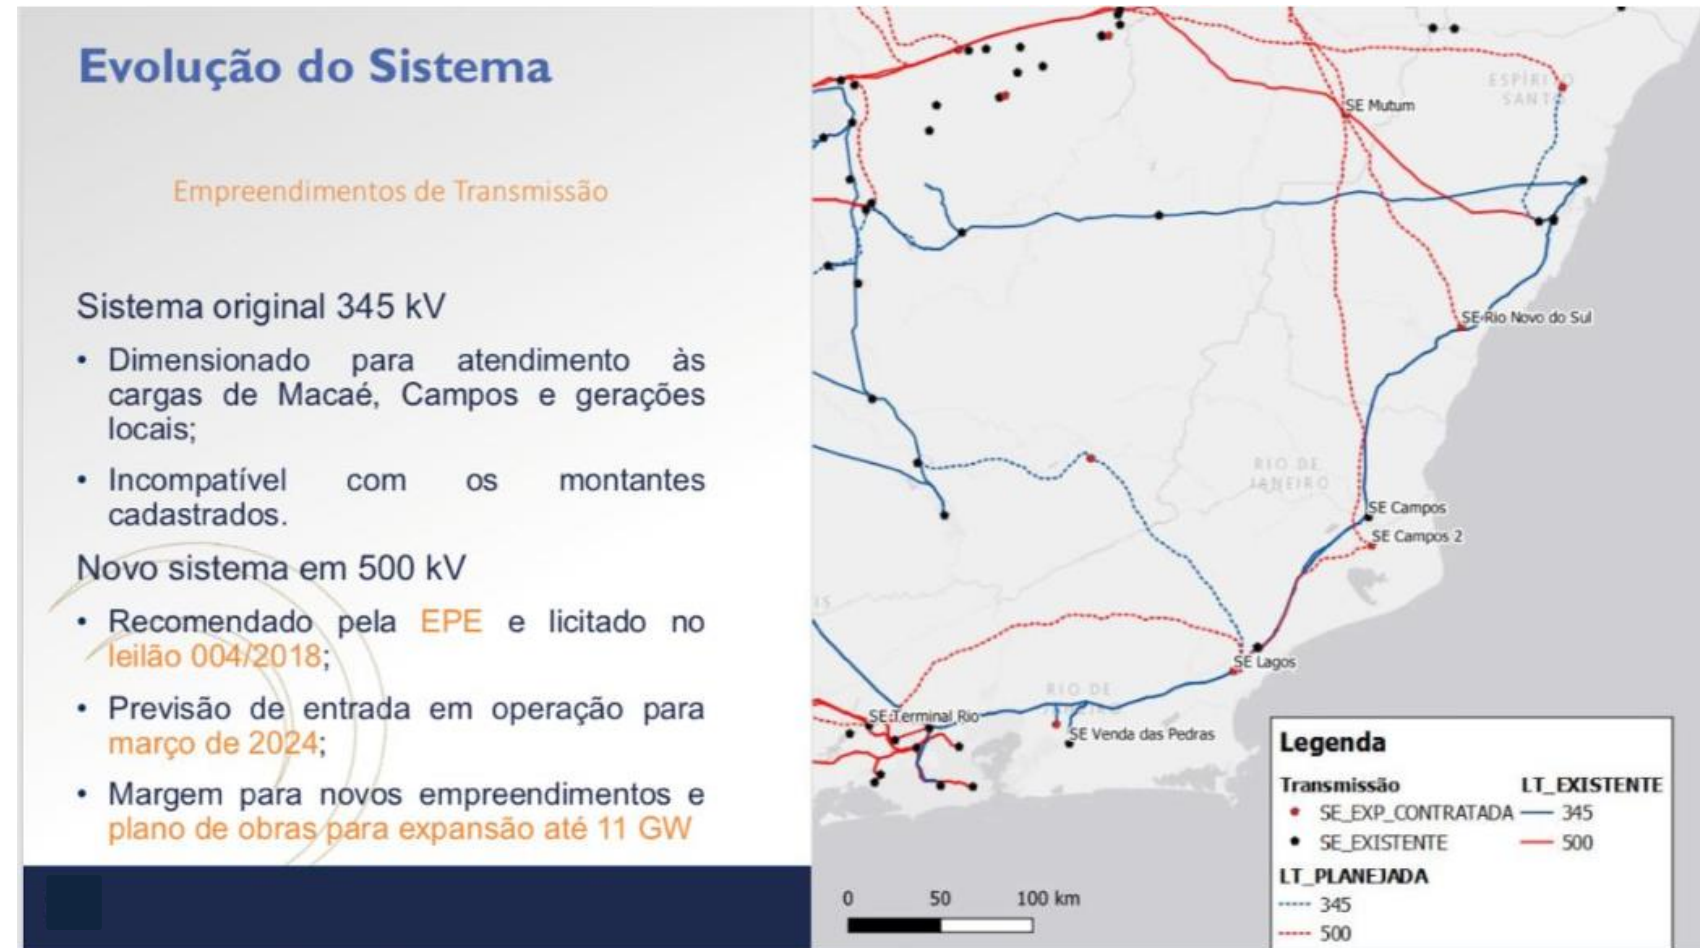 Evolução do Sistema
Empreendimentos de Transmissão
Sistema original 345 kV
• Dimensionado para atendimento às
cargas de Macaé, Campos e gerações
locais;
• Incompatível com os montantes
cadastrados.
Novo sistema em 500 kV
• Recomendado pela EPE e licitado no
leilão 004/2018;
• Previsão de entrada em operação para
março de 2024;
• Margem para novos empreendimentos e
plano de obras para expansão até 11 GW
ESPÍRITO
SANTO
SE Mutum
SE Rio Novo do Sul
RIO DE
JANEIRO
SE Campos
SE Campos 2
SE Lagos
RIO DE
SE Terminal Rio
SE Venda das Pedras
0 50 100 km
Legenda
Transmissão LT_EXISTENTE
SE_EXP_CONTRATADA 345
SE_EXISTENTE 500
LT_PLANEJADA
345
500